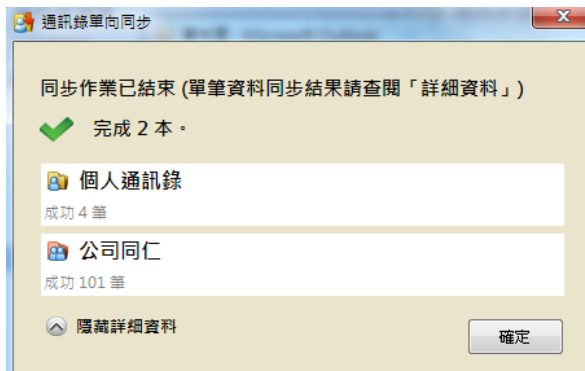 通訊錄單向同步
同步作業已結束 (單筆資料同步結果請查閱「詳細資料」)
完成 2 本。
個人通訊錄
成功 4 筆
公司同仁
成功 101 筆
隱藏詳細資料
確定